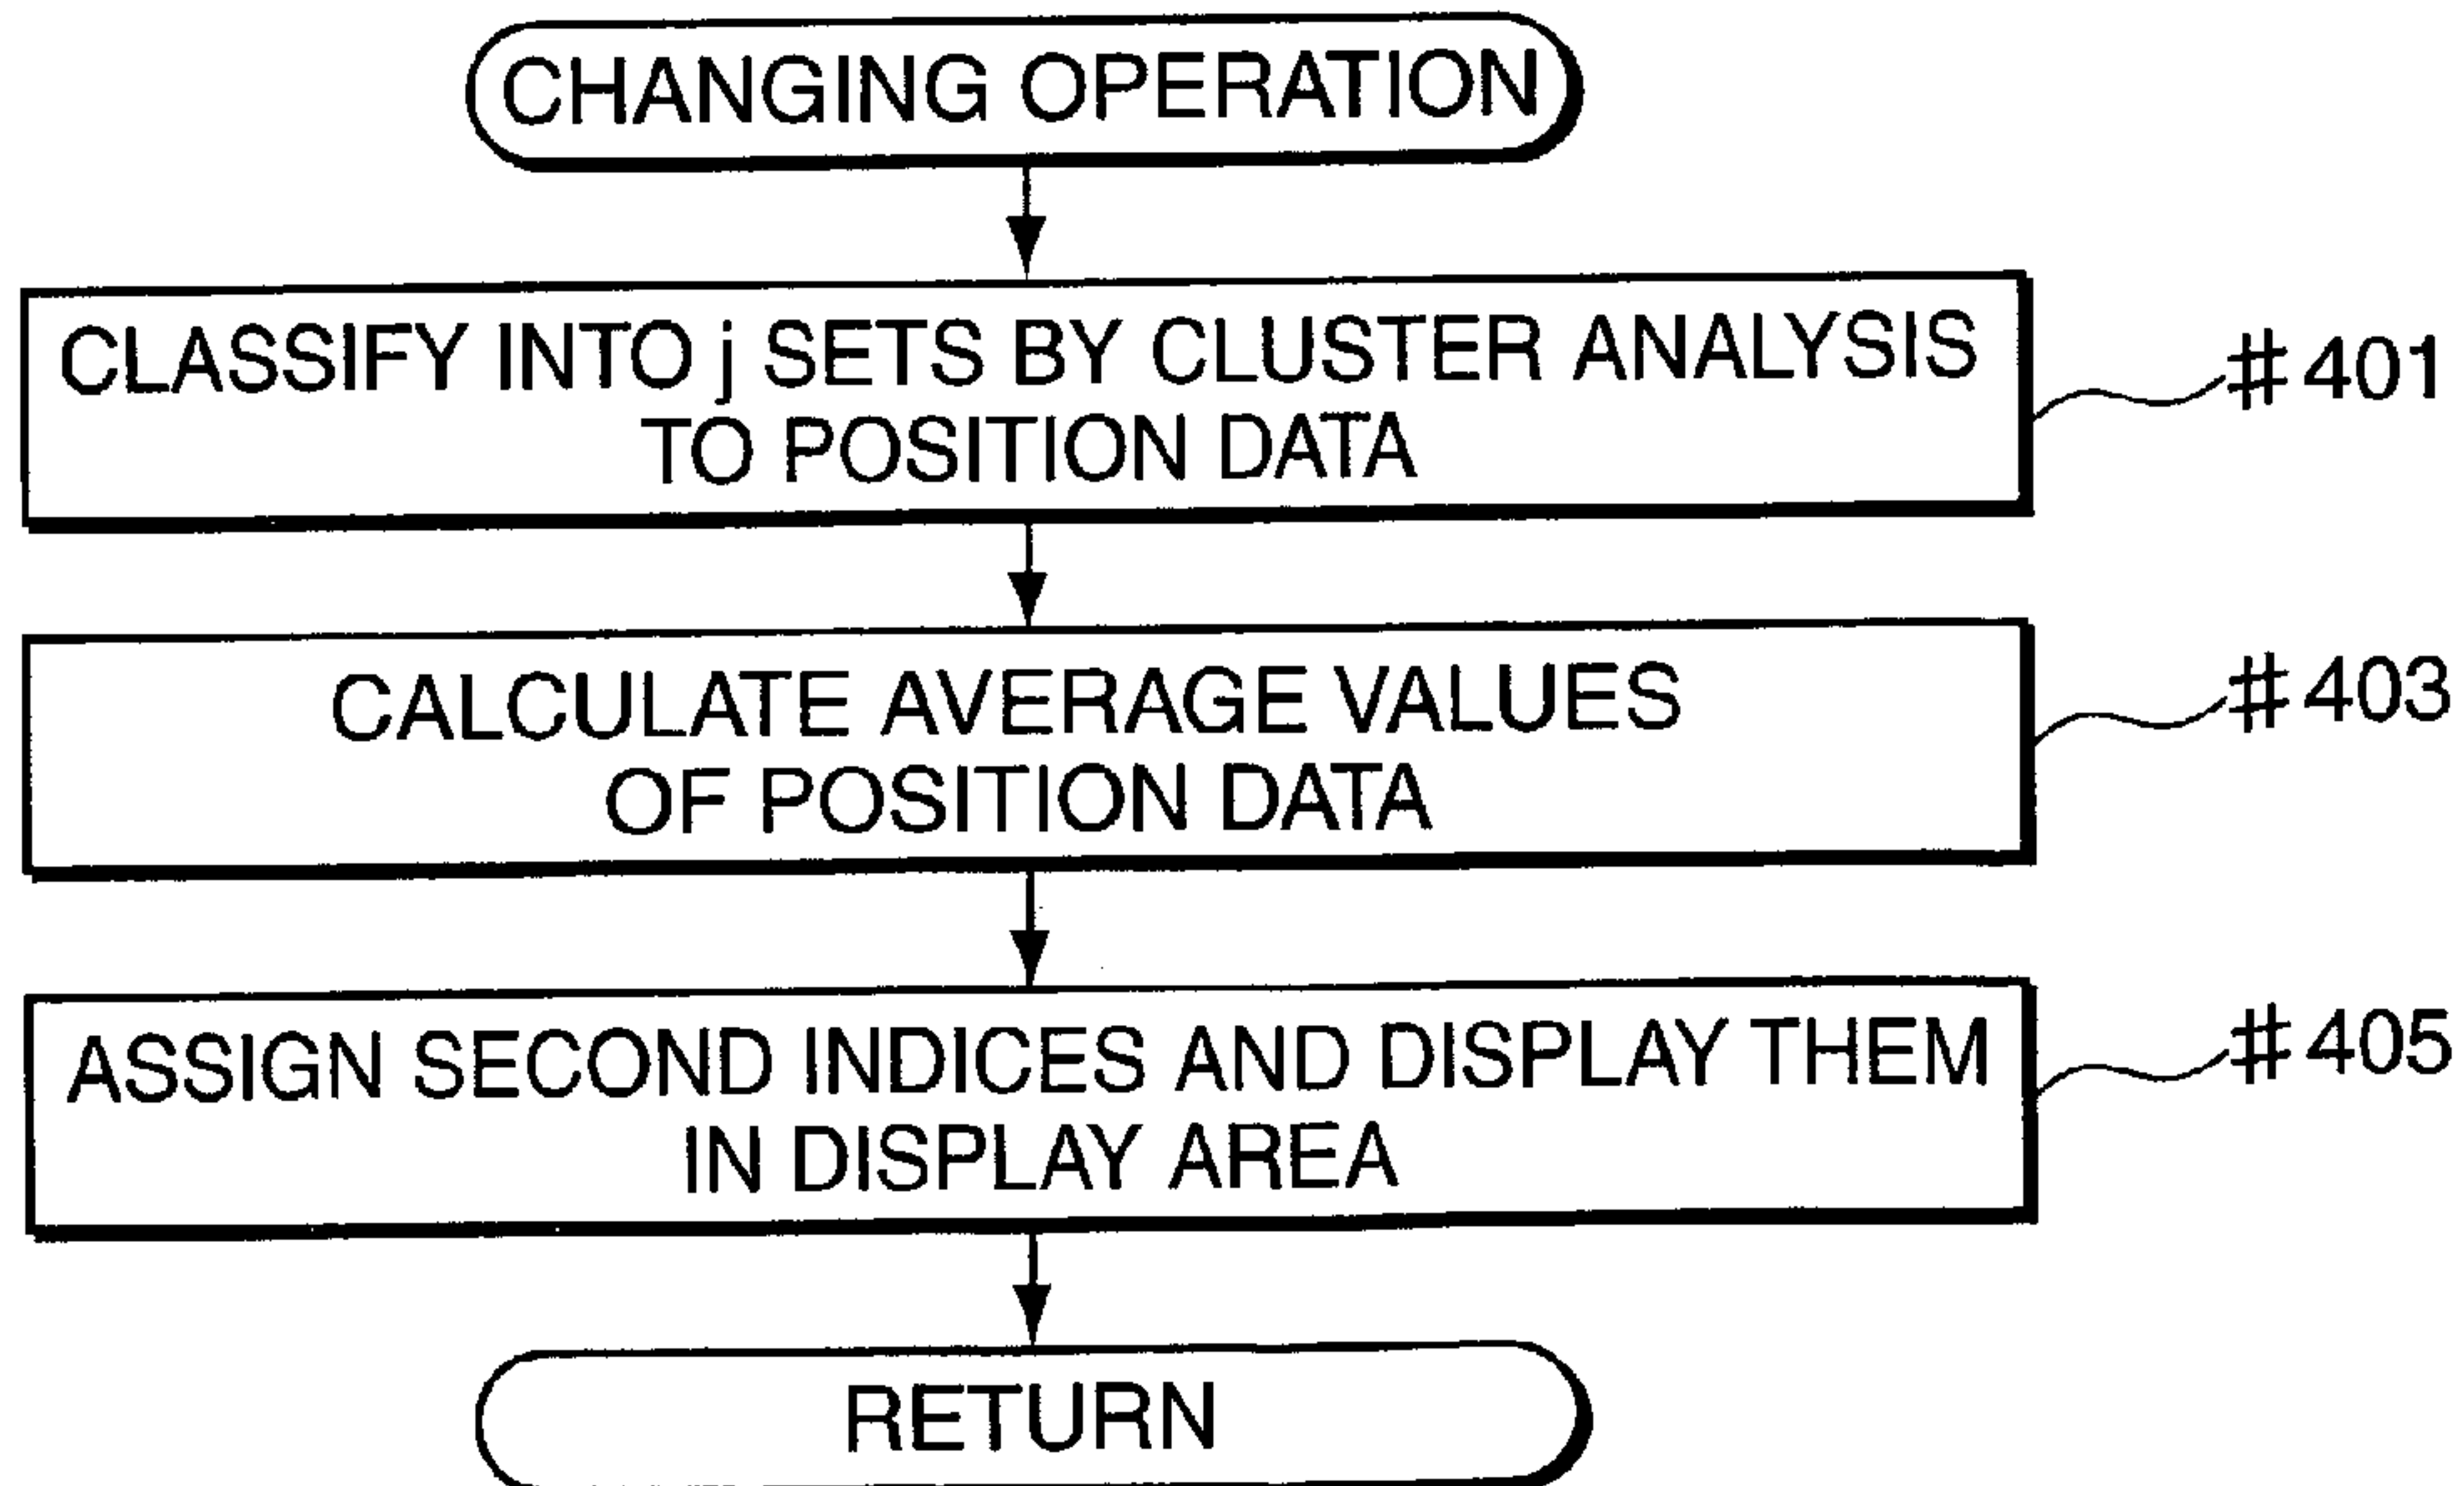 CHANGING OPERATION
CLASSIFY INTO j SETS BY CLUSTER ANALYSIS
TO POSITION DATA
#401
CALCULATE AVERAGE VALUES
OF POSITION DATA
#403
ASSIGN SECOND INDICES AND DISPLAY THEM
IN DISPLAY AREA
#405
RETURN